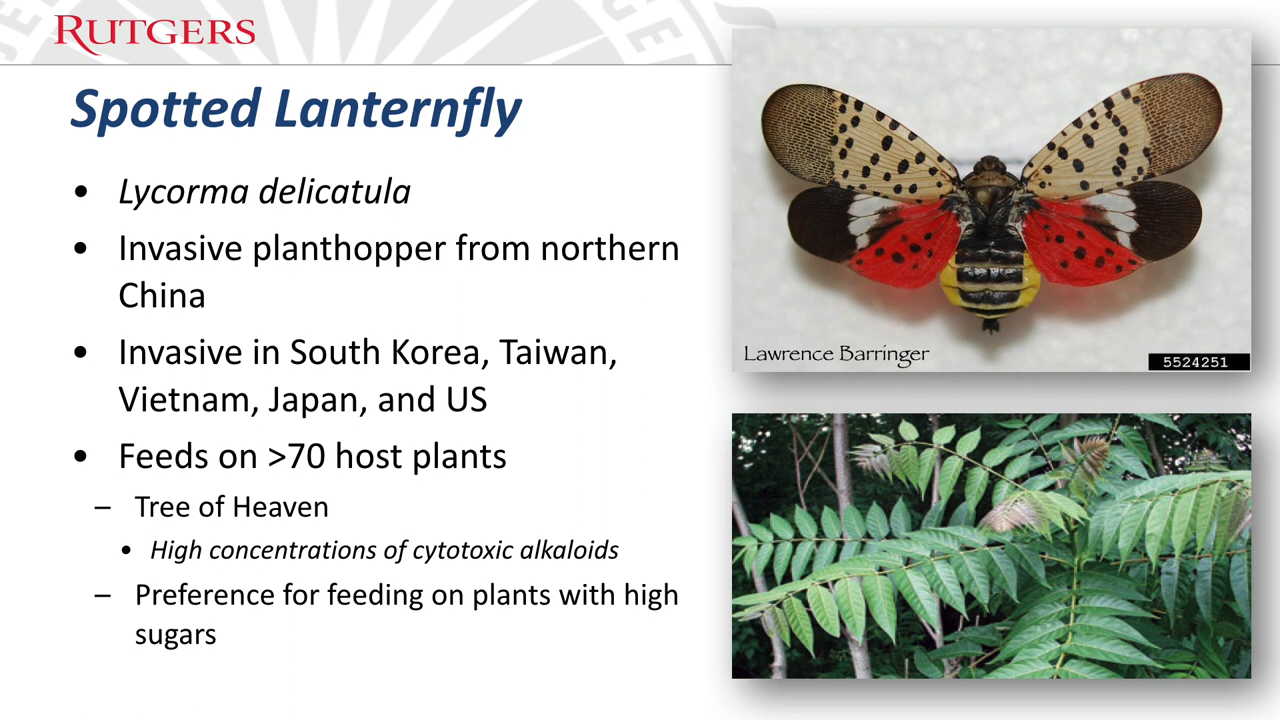 RUTGERS
Spotted Lanternfly
• Lycorma delicatula
• Invasive planthopper from northern
China
• Invasive in South Korea, Taiwan,
Vietnam, Japan, and US
• Feeds on >70 host plants
– Tree of Heaven
• High concentrations of cytotoxic alkaloids
– Preference for feeding on plants with high
sugars
Lawrence Barringer
5524251